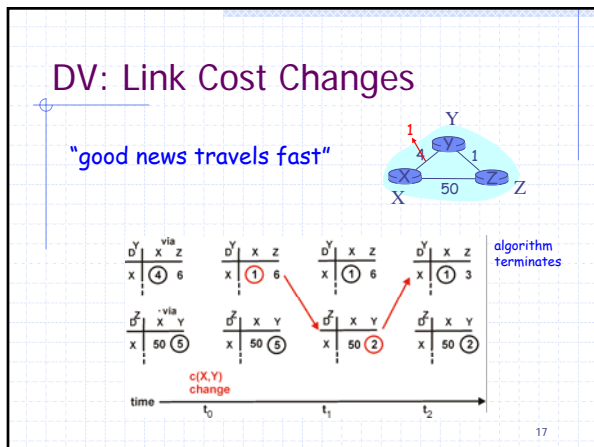 DV: Link Cost Changes
"good news travels fast"
Y
1
4 Y 1
X 50 Z
X Z
algorithm
terminates
via
D^Y X Z
X 4 6
D^Y X Z
X 1 6
D^Y X Z
X 1 6
D^Y X Z
X 1 3
via
D^Z X Y
X 50 5
D^Z X Y
X 50 5
D^Z X Y
X 50 2
D^Z X Y
X 50 2
c(X,Y)
change
time
t0 t1 t2
17